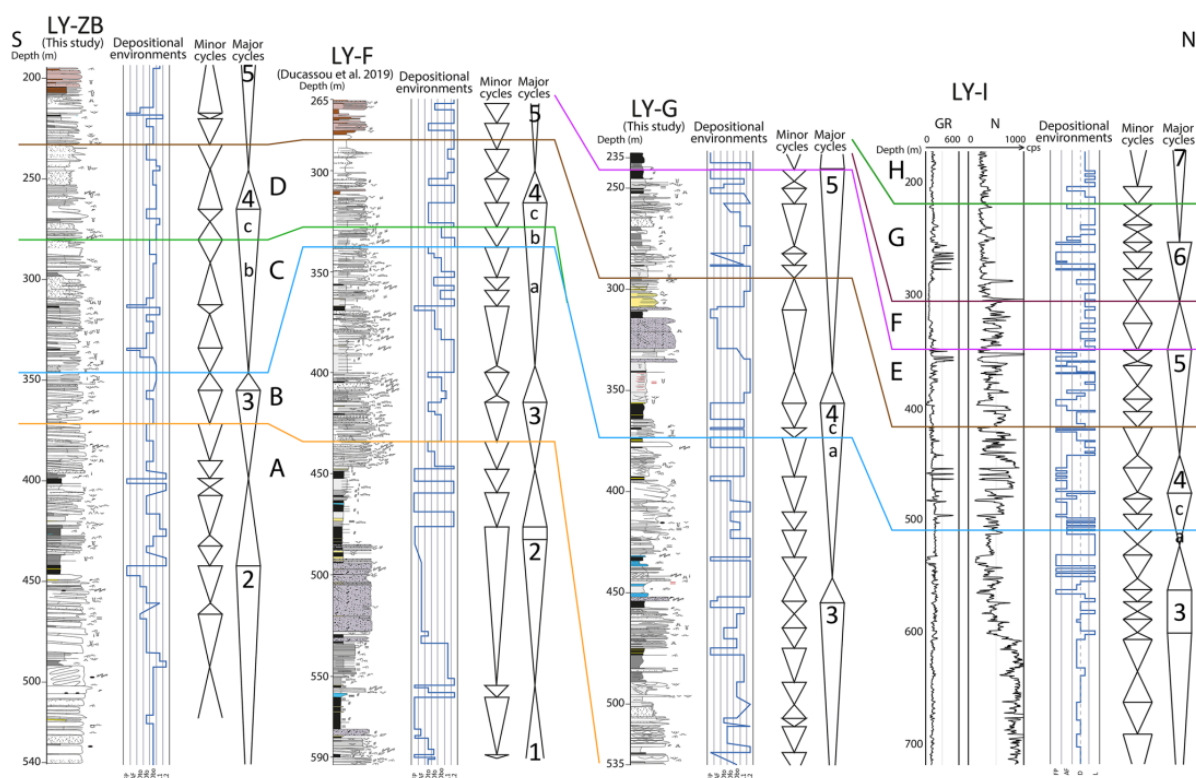 S
N
LY-ZB
(This study)
Depth (m)
Depositional
environments
Minor
cycles
Major
cycles
200
250
300
350
400
450
500
540
5
4
c
b
3
2
D
C
B
A
LY-F
(Ducassou et al. 2019)
Depth (m)
Depositional
environments
Minor
cycles
Major
cycles
265
300
350
400
450
500
550
590
5
4
c
b
a
3
2
1
LY-G
(This study)
Depth (m)
Depositional
environments
Minor
cycles
Major
cycles
235
250
300
350
400
450
500
535
5
4
c
a
3
LY-I
GR
N
Depth (m)
600
0
1000
cps
Depositional
environments
Minor
cycles
Major
cycles
200
300
400
500
600
700
H
G
F
E
7
6
5
4
c
a
3
FP
AF
D
L